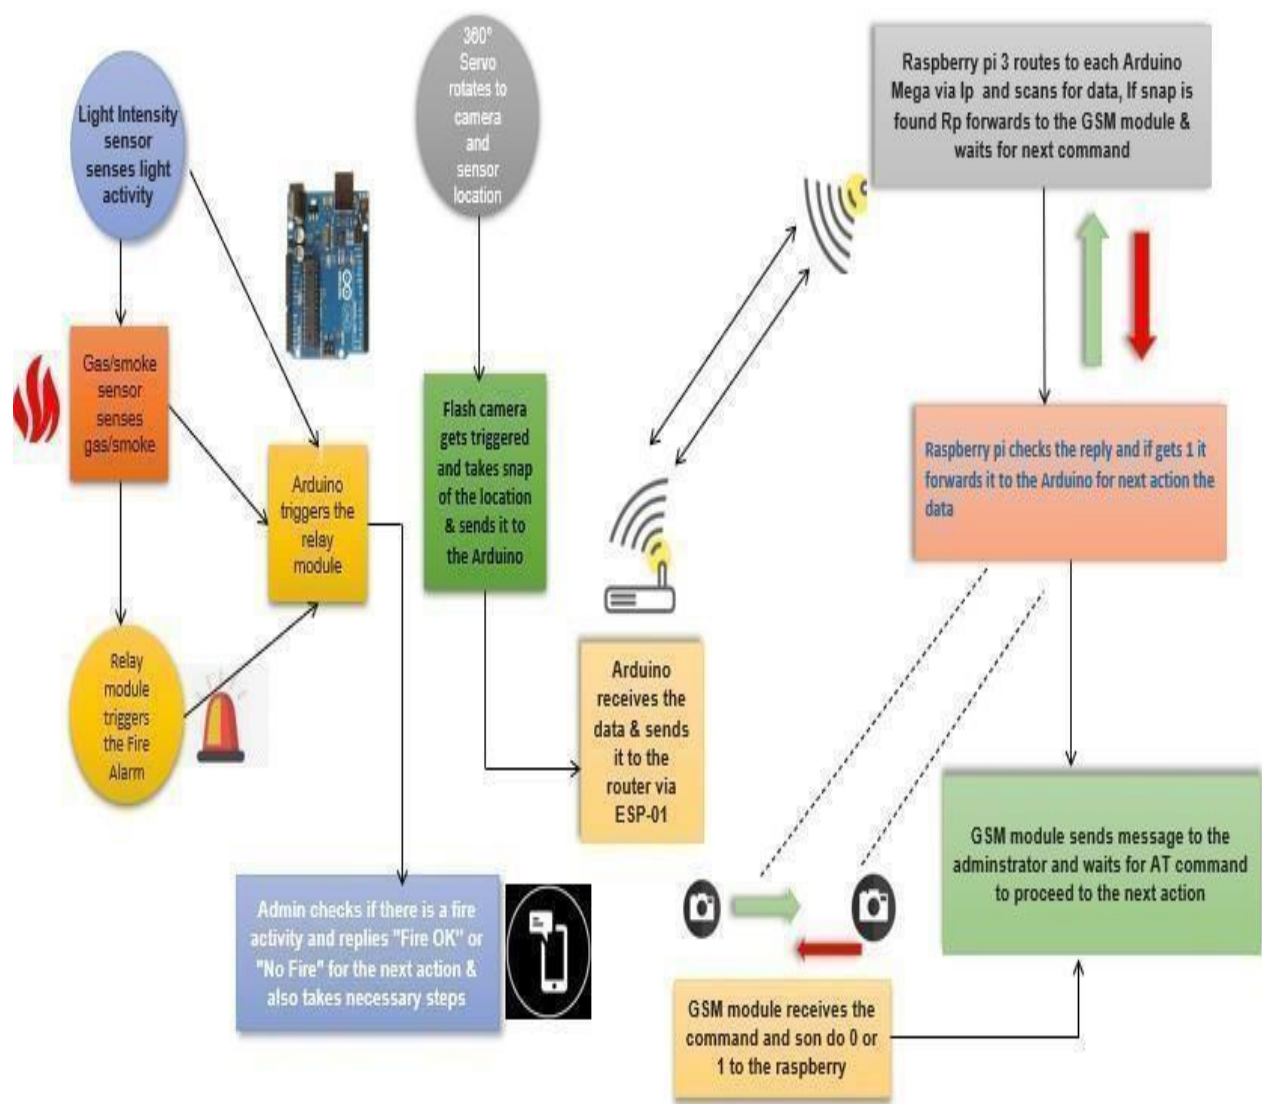 Light Intensity
sensor
senses light
activity
360°
Servo
rotates to
camera
and
sensor
location
Raspberry pi 3 routes to each Arduino
Mega via Ip and scans for data, If snap is
found Rp forwards to the GSM module &
waits for next command
Gas/smoke
sensor
senses
gas/smoke
Arduino
triggers the
relay
module
Flash camera
gets triggered
and takes snap
of the location
& sends it to
the Arduino
Raspberry pi checks the reply and if gets 1 it
forwards it to the Arduino for next action the
data
Relay
module
triggers
the Fire
Alarm
Arduino
receives the
data & sends
it to the
router via
ESP-01
GSM module sends message to the
adminstrator and waits for AT command
to proceed to the next action
Admin checks if there is a fire
activity and replies "Fire OK" or
"No Fire" for the next action &
also takes necessary steps
GSM module receives the
command and son do 0 or
1 to the raspberry